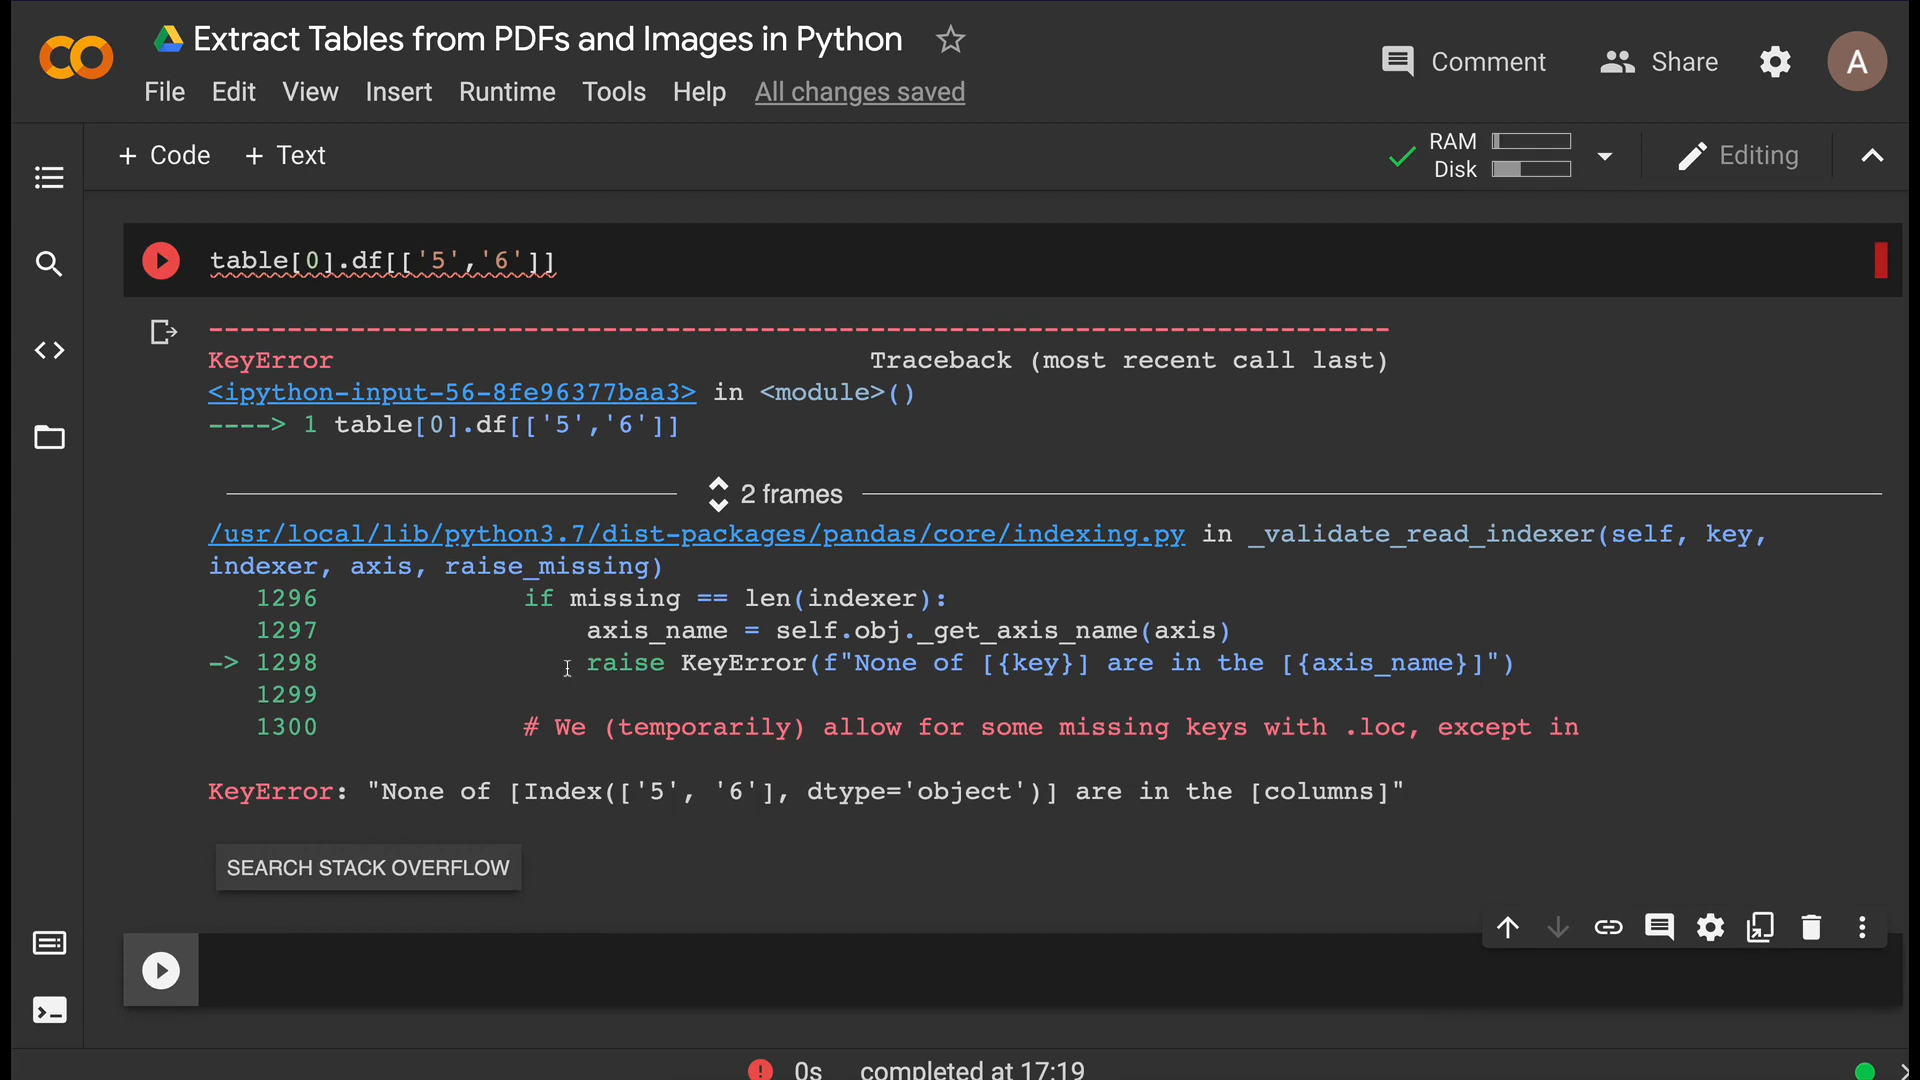 Extract Tables from PDFs and Images in Python
Comment
Share
A
File Edit View Insert Runtime Tools Help All changes saved
+ Code + Text
RAM
Disk
Editing
table[0].df[['5','6']]
---------------------------------------------------------------------------
KeyError Traceback (most recent call last)
<ipython-input-56-8fe96377baa3> in <module>()
----> 1 table[0].df[['5','6']]
2 frames
/usr/local/lib/python3.7/dist-packages/pandas/core/indexing.py in _validate_read_indexer(self, key,
indexer, axis, raise_missing)
1296 if missing == len(indexer):
1297 axis_name = self.obj._get_axis_name(axis)
-> 1298 raise KeyError(f"None of [{key}] are in the [{axis_name}]")
1299
1300 # We (temporarily) allow for some missing keys with .loc, except in
KeyError: "None of [Index(['5', '6'], dtype='object')] are in the [columns]"
SEARCH STACK OVERFLOW
0s completed at 17:19